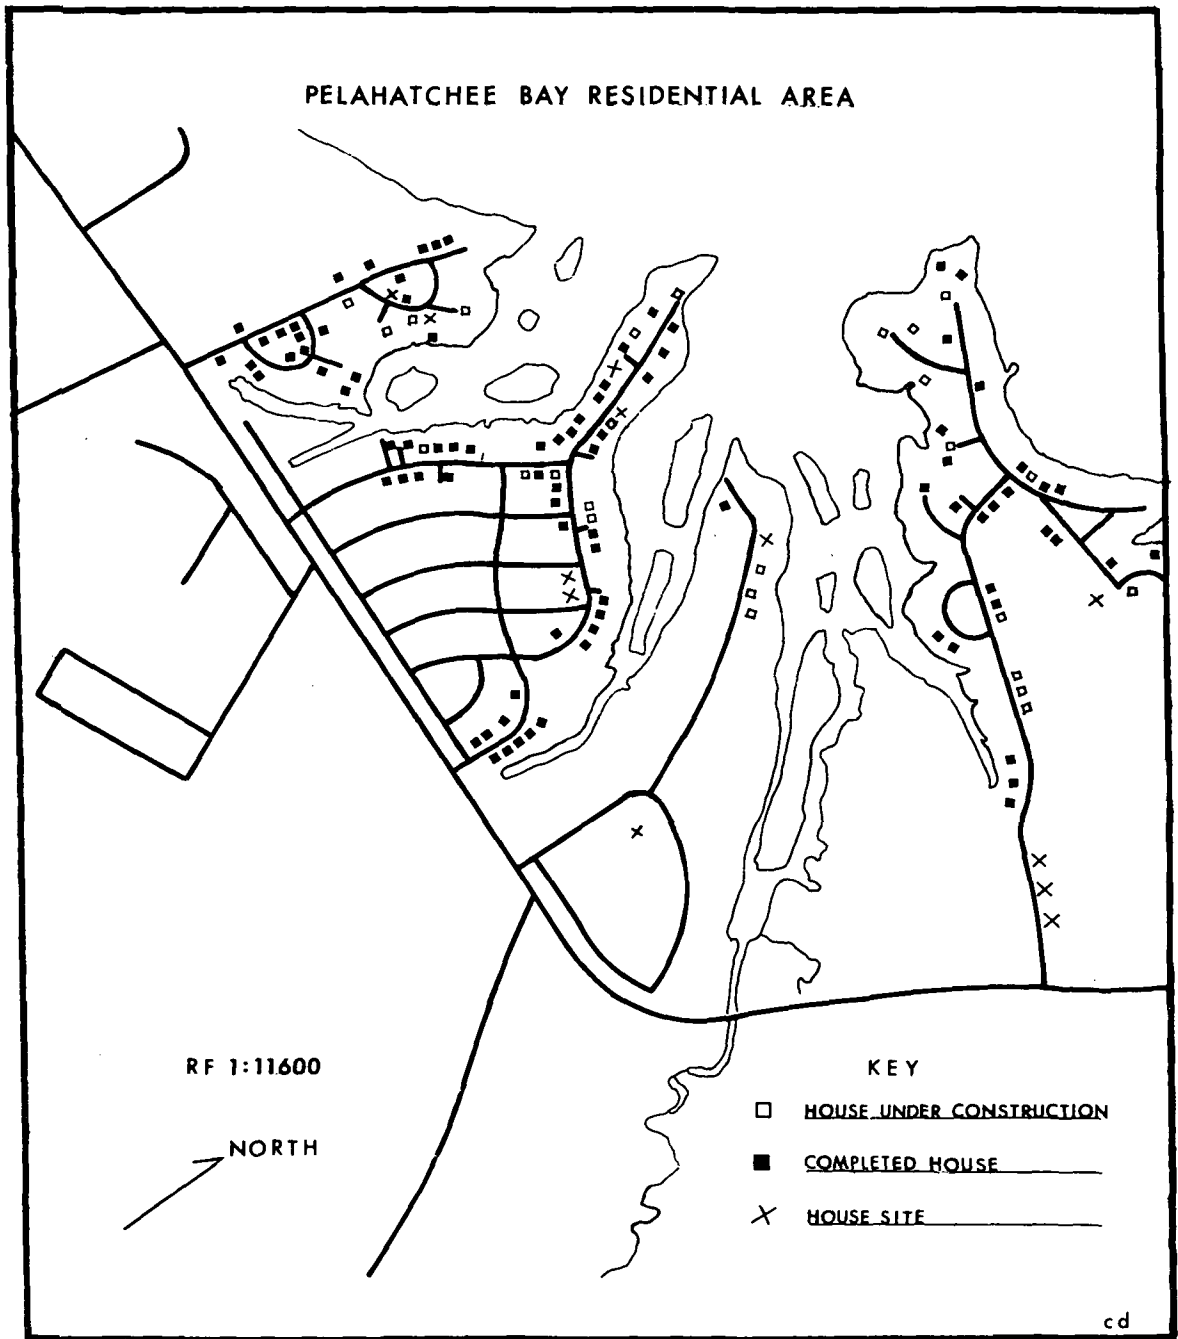 PELAHATCHEE BAY RESIDENTIAL AREA
RF 1:11600
NORTH
KEY
HOUSE UNDER CONSTRUCTION
COMPLETED HOUSE
HOUSE SITE
cd